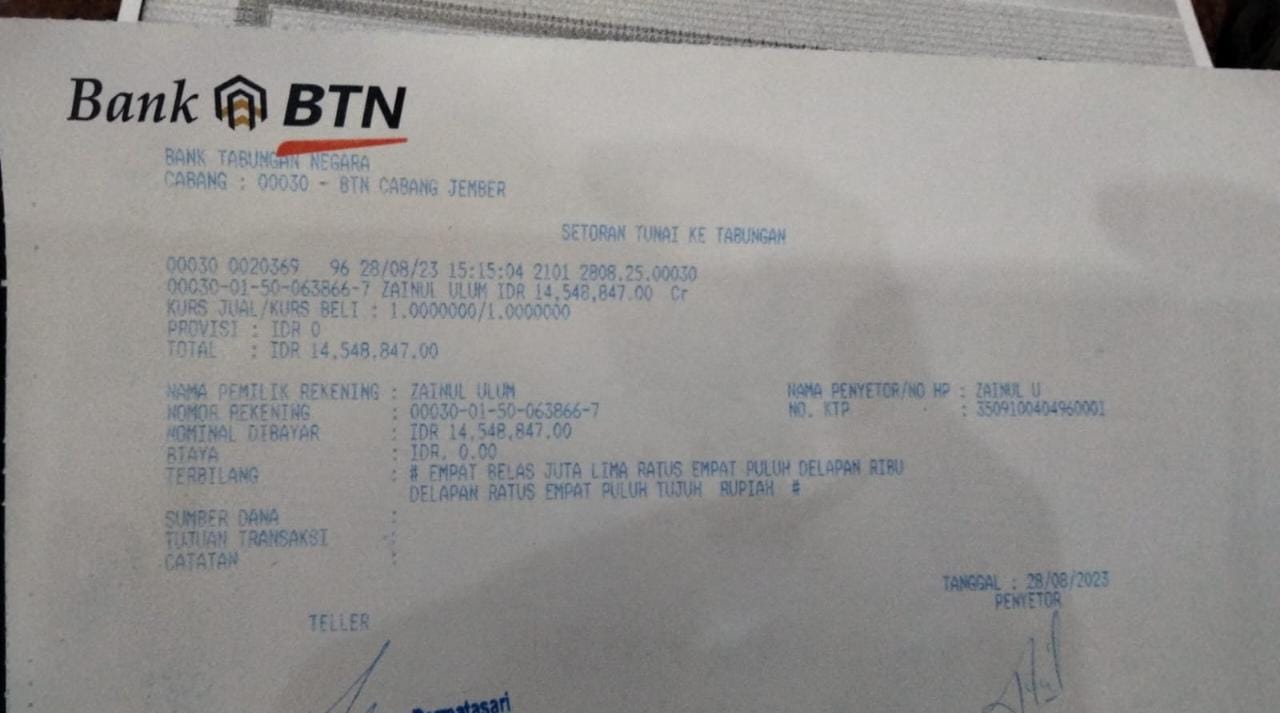 Bank BTN
BANK TABUNGAN NEGARA
CABANG : 00030 - BTN CABANG JEMBER
SETORAN TUNAI KE TABUNGAN
00030 0020369 96 28/08/23 15:15:04 2101 2808.25.00030
00030-01-50-063866-7 ZAINUL ULUM IDR 14,548,847.00 Cr
KURS JUAL/KURS BELI : 1.0000000/1.0000000
PROVISI : IDR 0
TOTAL : IDR 14,548,847.00
NAMA PEMILIK REKENING : ZAINUL ULUM NAMA PENYETOR/NO HP : ZAINUL U
NOMOR REKENING : 00030-01-50-063866-7 NO. KTP : 3509100404960001
NOMINAL DIBAYAR : IDR 14,548,847.00
BIAYA : IDR. 0.00
TERBILANG : # EMPAT BELAS JUTA LIMA RATUS EMPAT PULUH DELAPAN RIBU
DELAPAN RATUS EMPAT PULUH TUJUH RUPIAH #
SUMBER DANA :
TUJUAN TRANSAKSI :
CATATAN :
TANGGAL : 28/08/2023
TELLER PENYETOR